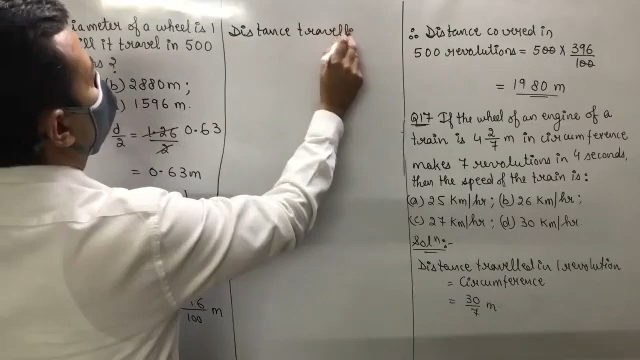 iameter of a wheel is 1
ill it travel in 500
s ?
(b) 2880m;
) 1596 m.
d/2 = 1.26/2 0.63
= 0.63m
16/100 m
Distance travelle
∴ Distance covered in
500 revolutions = 500 × 396/100
= 1980 m
Q17 If the wheel of an engine of a
train is 4 2/7 m in circumference
makes 7 revolutions in 4 seconds,
then the speed of the train is:
(a) 25 Km/hr; (b) 26 Km/hr;
(c) 27 Km/hr; (d) 30 Km/hr.
Solⁿ:-
Distance travelled in 1 revolution
= Circumference
= 30/7 m